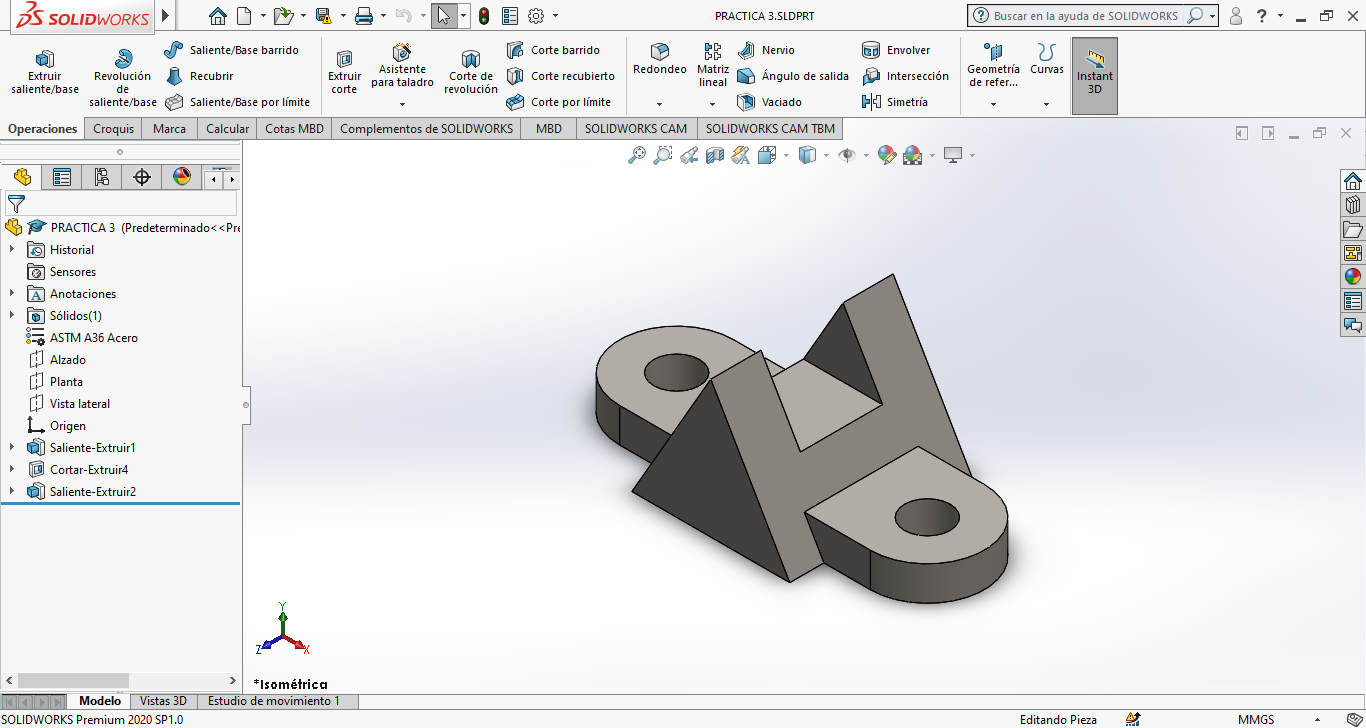 SOLIDWORKS
PRACTICA 3.SLDPRT
Buscar en la ayuda de SOLIDWORKS
?
Extruir
saliente/base
Revolución
de
saliente/base
Saliente/Base barrido
Recubrir
Saliente/Base por límite
Extruir
corte
Asistente
para taladro
Corte de
revolución
Corte barrido
Corte recubierto
Corte por límite
Redondeo
Matriz
lineal
Nervio
Ángulo de salida
Vaciado
Envolver
Intersección
Simetría
Geometría
de refer...
Curvas
Instant
3D
Operaciones
Croquis
Marca
Calcular
Cotas MBD
Complementos de SOLIDWORKS
MBD
SOLIDWORKS CAM
SOLIDWORKS CAM TBM
PRACTICA 3 (Predeterminado<<Pre
Historial
Sensores
Anotaciones
Sólidos(1)
ASTM A36 Acero
Alzado
Planta
Vista lateral
Origen
Saliente-Extruir1
Cortar-Extruir4
Saliente-Extruir2
Y
Z
X
*Isométrica
Modelo
Vistas 3D
Estudio de movimiento 1
SOLIDWORKS Premium 2020 SP1.0
Editando Pieza
MMGS